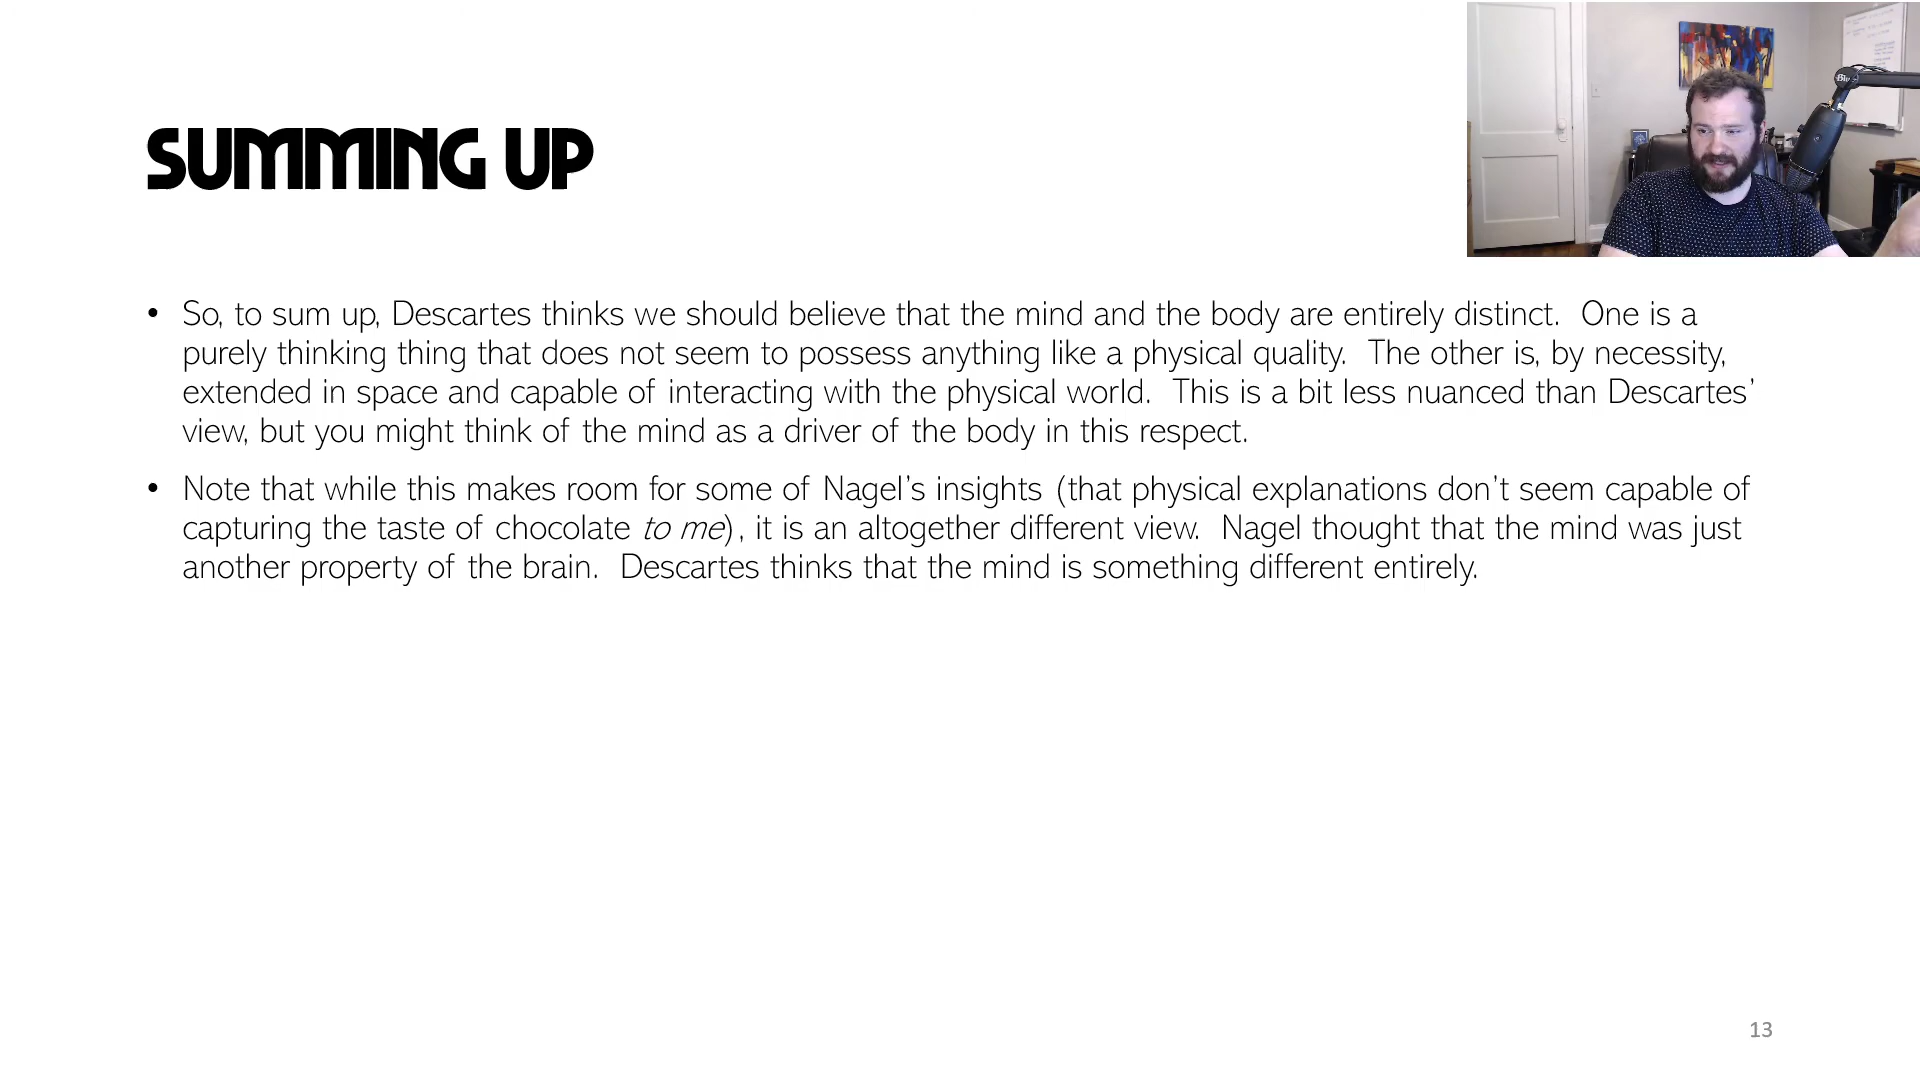 SUMMING UP
• So, to sum up, Descartes thinks we should believe that the mind and the body are entirely distinct.  One is a
purely thinking thing that does not seem to possess anything like a physical quality.  The other is, by necessity,
extended in space and capable of interacting with the physical world.  This is a bit less nuanced than Descartes’
view, but you might think of the mind as a driver of the body in this respect.
• Note that while this makes room for some of Nagel’s insights (that physical explanations don’t seem capable of
capturing the taste of chocolate to me), it is an altogether different view.  Nagel thought that the mind was just
another property of the brain.  Descartes thinks that the mind is something different entirely.
13